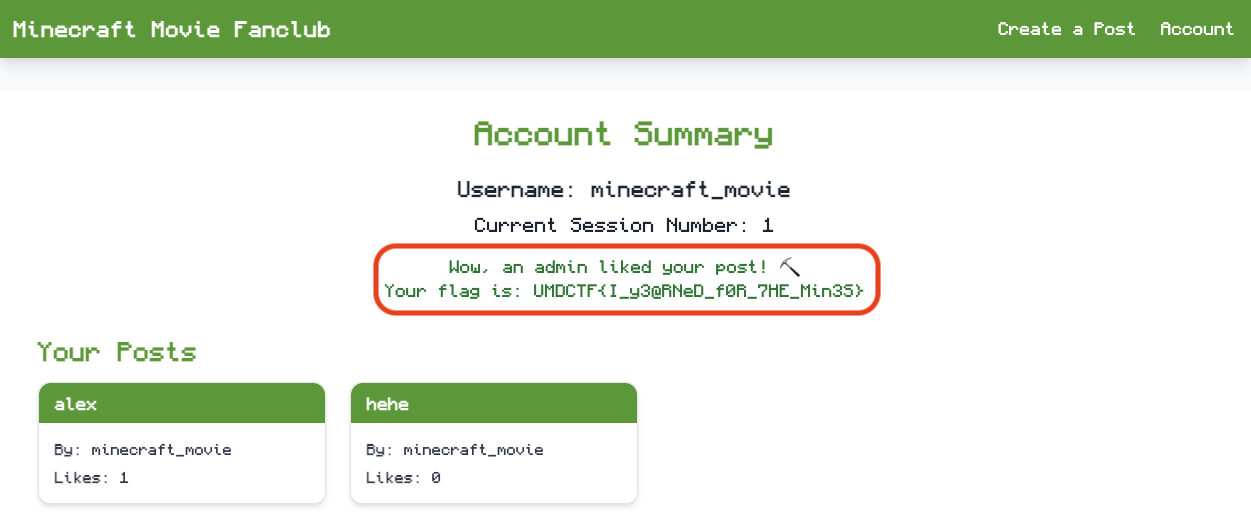 Minecraft Movie Fanclub
Create a Post
Account
Account Summary
Username: minecraft_movie
Current Session Number: 1
Wow, an admin liked your post! ⛏
Your flag is: UMDCTF{I_y3@RNeD_f0R_7HE_Min3S}
Your Posts
alex
By: minecraft_movie
Likes: 1
hehe
By: minecraft_movie
Likes: 0